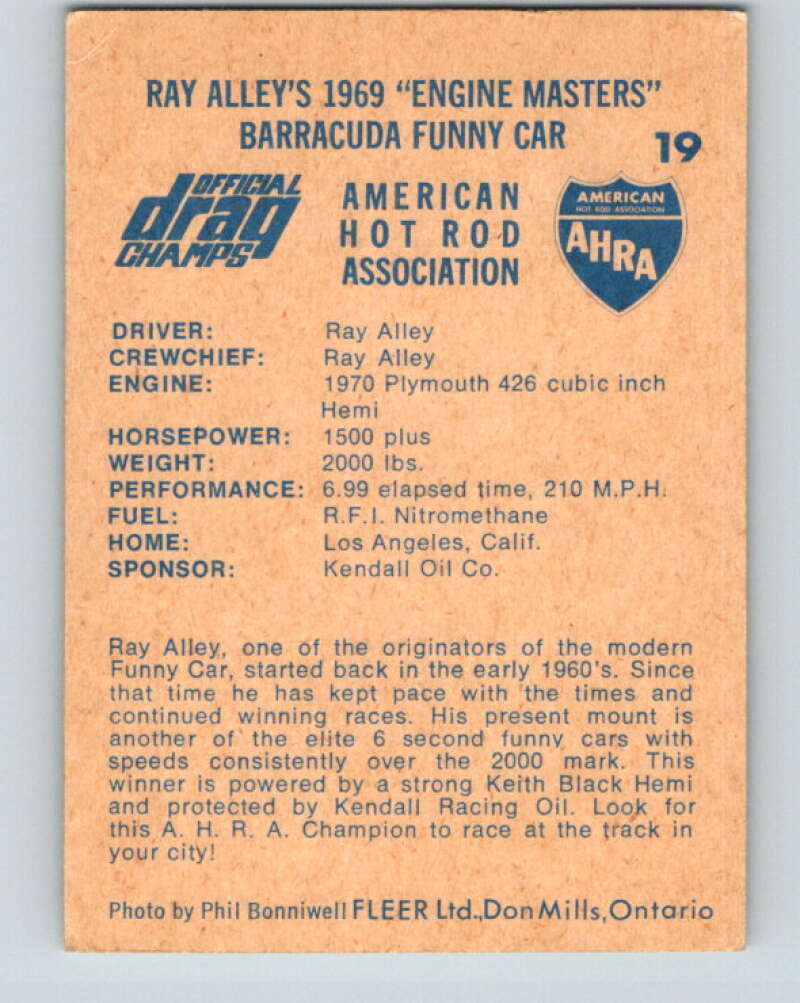 RAY ALLEY'S 1969 "ENGINE MASTERS"
BARRACUDA FUNNY CAR
19
OFFICIAL
drag
CHAMPS
AMERICAN
HOT ROD
ASSOCIATION
AMERICAN
HOT ROD ASSOCIATION
AHRA
DRIVER: Ray Alley
CREWCHIEF: Ray Alley
ENGINE: 1970 Plymouth 426 cubic inch
Hemi
HORSEPOWER: 1500 plus
WEIGHT: 2000 lbs.
PERFORMANCE: 6.99 elapsed time, 210 M.P.H.
FUEL: R.F.I. Nitromethane
HOME: Los Angeles, Calif.
SPONSOR: Kendall Oil Co.
Ray Alley, one of the originators of the modern
Funny Car, started back in the early 1960's. Since
that time he has kept pace with the times and
continued winning races. His present mount is
another of the elite 6 second funny cars with
speeds consistently over the 2000 mark. This
winner is powered by a strong Keith Black Hemi
and protected by Kendall Racing Oil. Look for
this A. H. R. A. Champion to race at the track in
your city!
Photo by Phil Bonniwell FLEER Ltd., Don Mills, Ontario